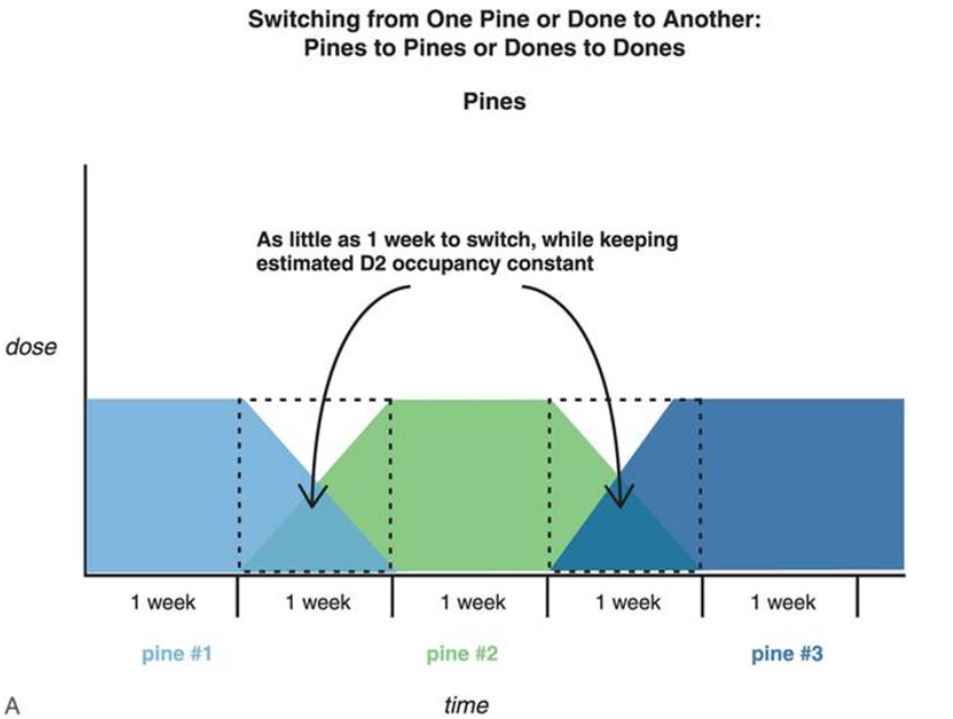 Switching from One Pine or Done to Another:
Pines to Pines or Dones to Dones
Pines
As little as 1 week to switch, while keeping
estimated D2 occupancy constant
dose
1 week 1 week 1 week 1 week 1 week
pine #1 pine #2 pine #3
A time